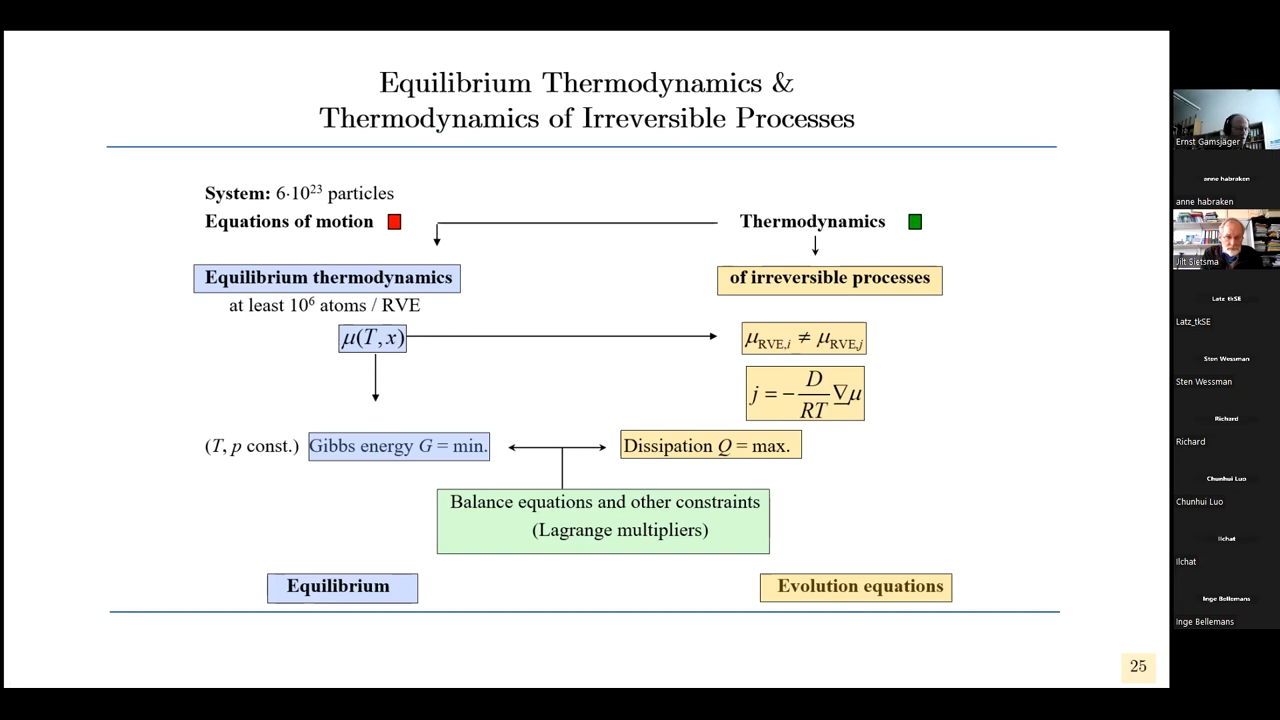 Equilibrium Thermodynamics &
Thermodynamics of Irreversible Processes
System: 6·10²³ particles
Equations of motion
Thermodynamics
Equilibrium thermodynamics
of irreversible processes
at least 10⁶ atoms / RVE
μ(T, x)
μRVE,i ≠ μRVE,j
j = − D/RT ∇μ
(T, p const.) Gibbs energy G = min.
Dissipation Q = max.
Balance equations and other constraints
(Lagrange multipliers)
Equilibrium
Evolution equations
25
Ernst Gamsjäger
anne habraken
anne habraken
Jilt Sietsma
Latz_tkSE
Latz_tkSE
Sten Wessman
Sten Wessman
Richard
Richard
Chunhui Luo
Chunhui Luo
Ilchat
Ilchat
Inge Bellemans
Inge Bellemans